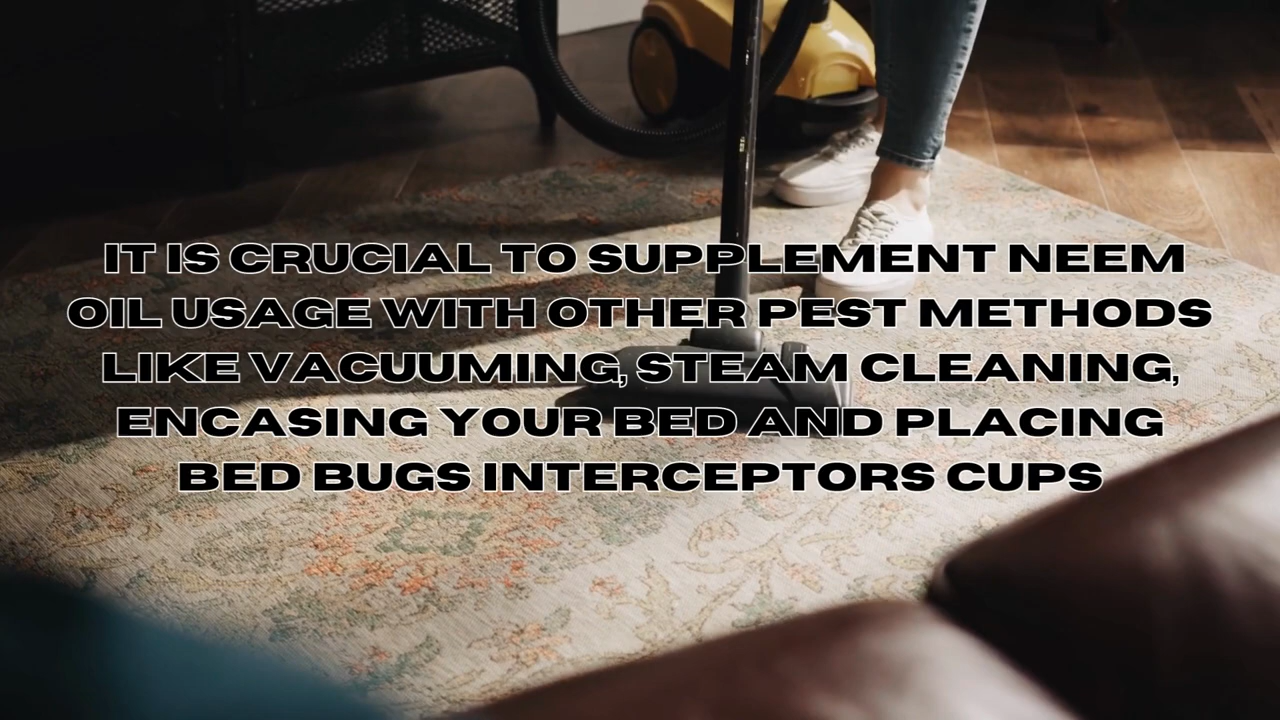 IT IS CRUCIAL TO SUPPLEMENT NEEM
OIL USAGE WITH OTHER PEST METHODS
LIKE VACUUMING, STEAM CLEANING,
ENCASING YOUR BED AND PLACING
BED BUGS INTERCEPTORS CUPS